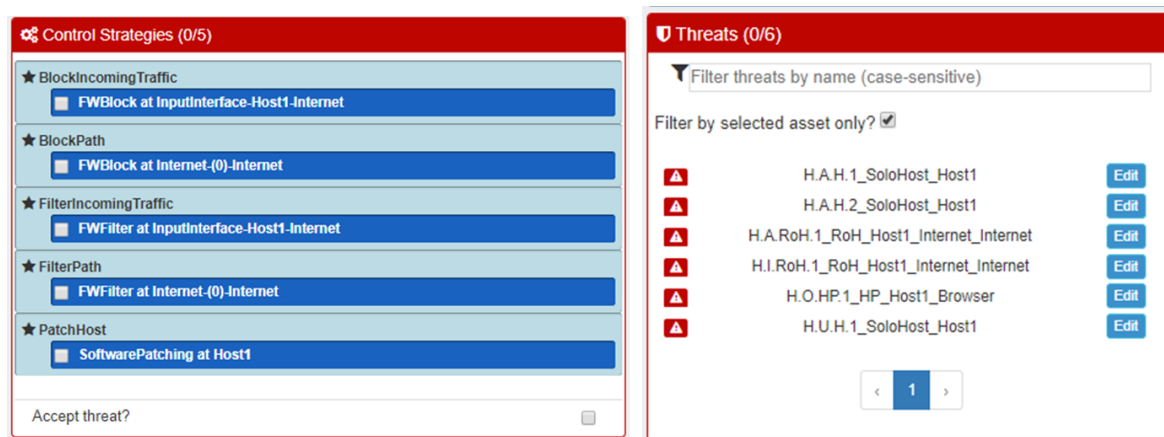 Control Strategies (0/5)
BlockIncomingTraffic
FWBlock at InputInterface-Host1-Internet
BlockPath
FWBlock at Internet-(0)-Internet
FilterIncomingTraffic
FWFilter at InputInterface-Host1-Internet
FilterPath
FWFilter at Internet-(0)-Internet
PatchHost
SoftwarePatching at Host1
Accept threat?
Threats (0/6)
Filter threats by name (case-sensitive)
Filter by selected asset only?
H.A.H.1_SoloHost_Host1 Edit
H.A.H.2_SoloHost_Host1 Edit
H.A.RoH.1_RoH_Host1_Internet_Internet Edit
H.I.RoH.1_RoH_Host1_Internet_Internet Edit
H.O.HP.1_HP_Host1_Browser Edit
H.U.H.1_SoloHost_Host1 Edit
‹ 1 ›